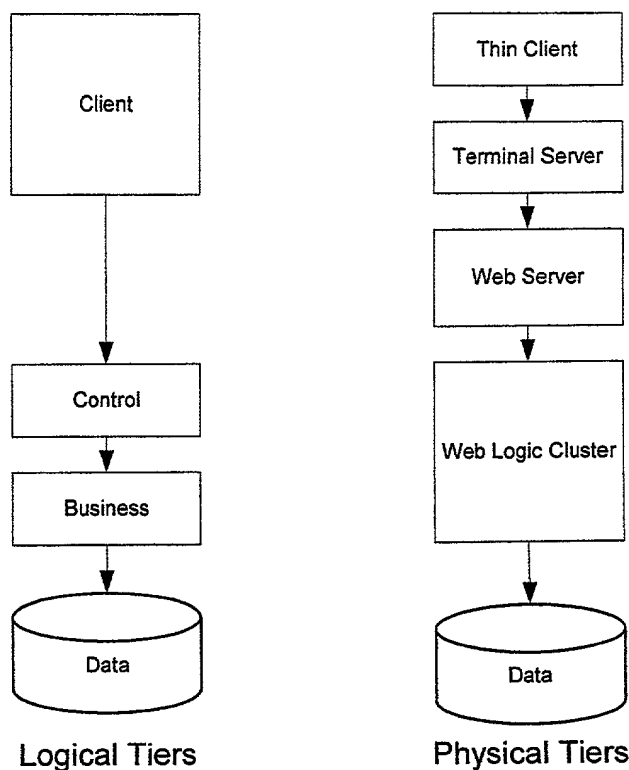 Client
Control
Business
Data
Logical Tiers
Thin Client
Terminal Server
Web Server
Web Logic Cluster
Data
Physical Tiers